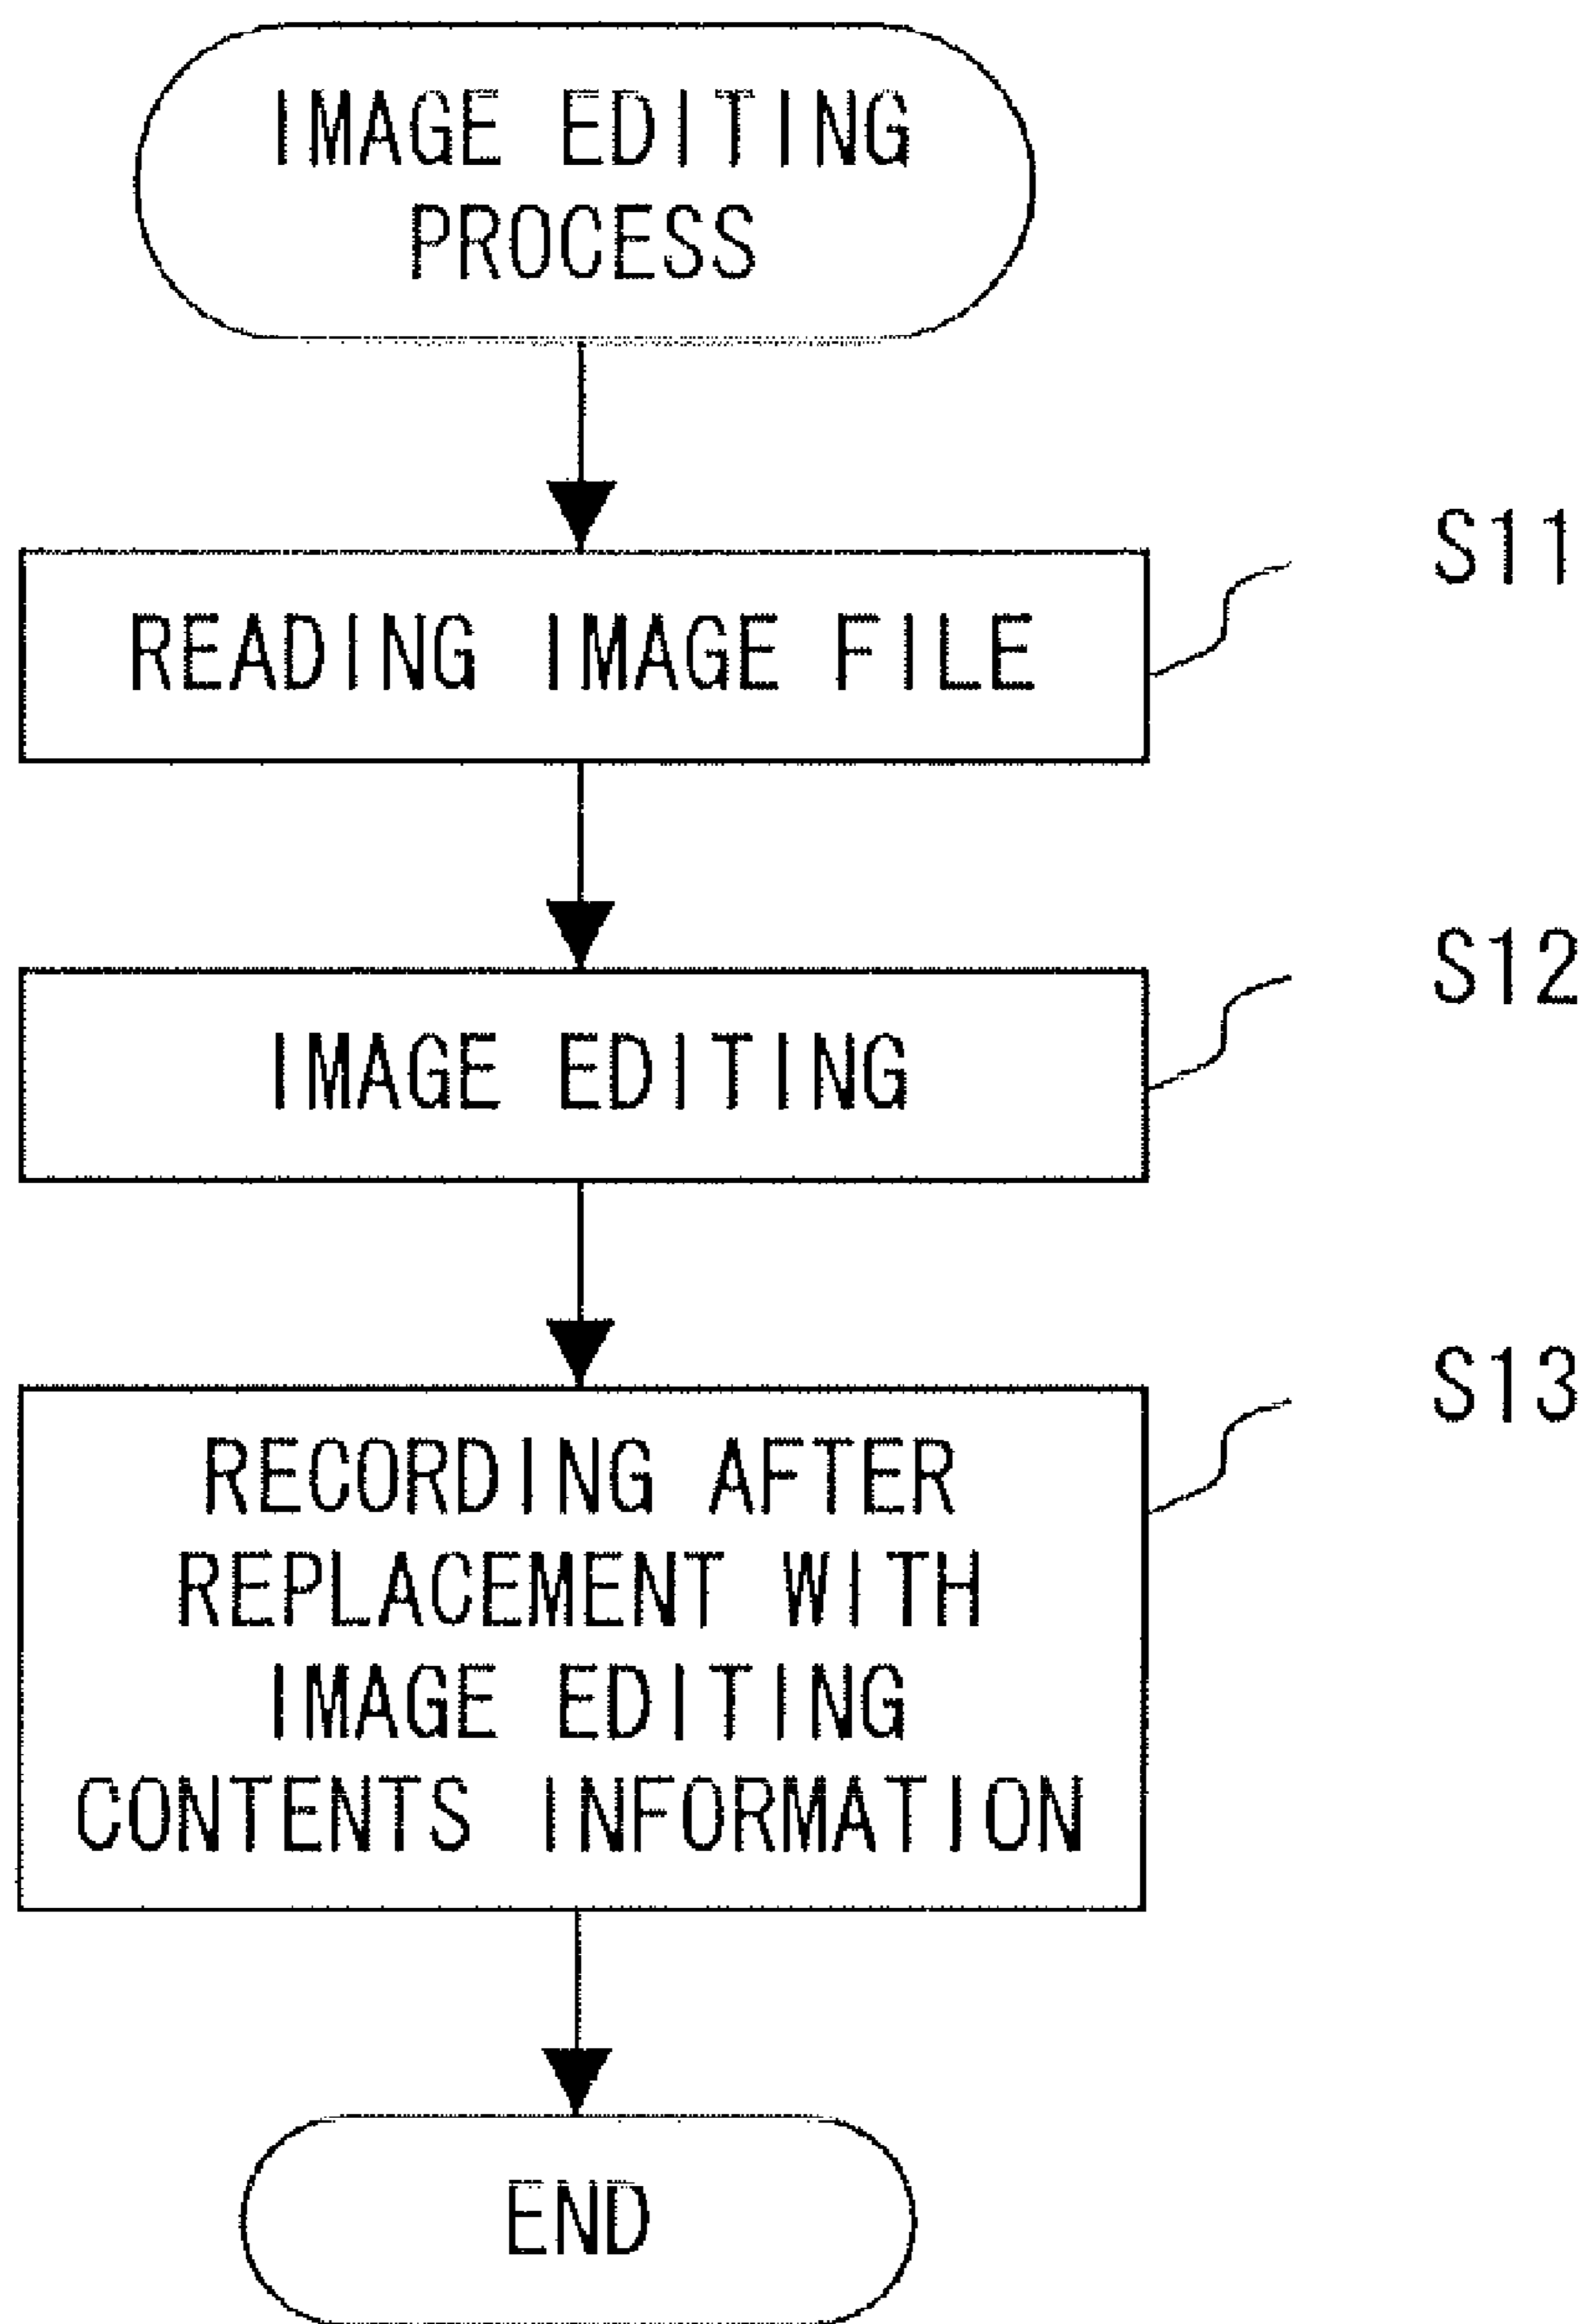 IMAGE EDITING
PROCESS
S11
READING IMAGE FILE
S12
IMAGE EDITING
S13
RECORDING AFTER
REPLACEMENT WITH
IMAGE EDITING
CONTENTS INFORMATION
END